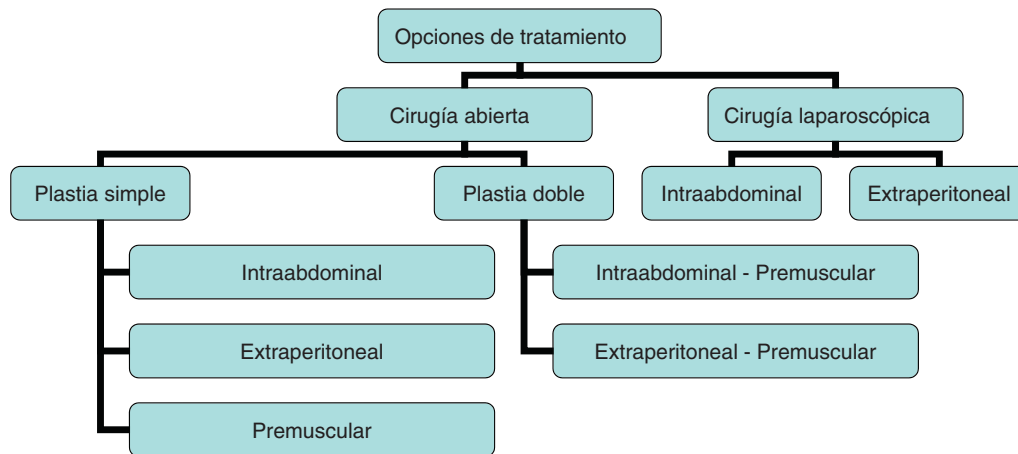 Opciones de tratamiento
Cirugía abierta
Cirugía laparoscópica
Plastia simple
Plastia doble
Intraabdominal
Extraperitoneal
Intraabdominal
Intraabdominal - Premuscular
Extraperitoneal
Extraperitoneal - Premuscular
Premuscular